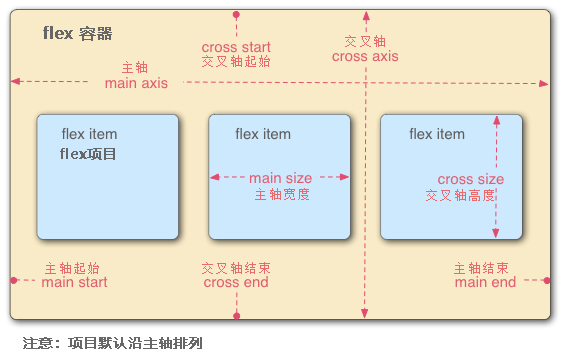 flex 容器
cross start
交叉轴起始
交叉轴
cross axis
主轴
main axis
flex item
flex项目
flex item
flex item
main size
主轴宽度
cross size
交叉轴高度
主轴起始
main start
交叉轴结束
cross end
主轴结束
main end
注意：项目默认沿主轴排列